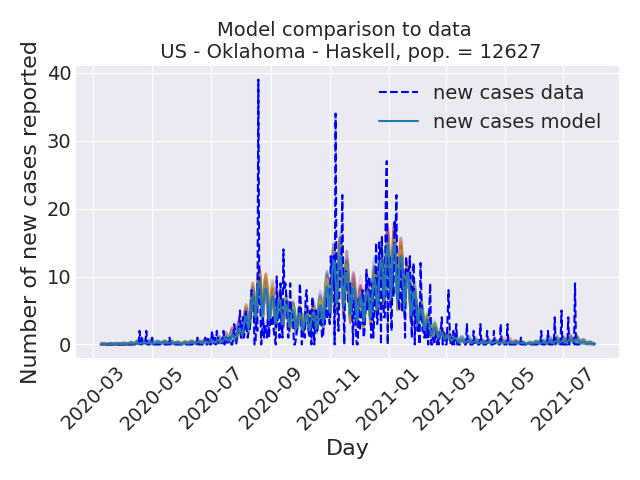 Model comparison to data
US - Oklahoma - Haskell, pop. = 12627
Number of new cases reported
40
30
20
10
0
new cases data
new cases model
2020-03
2020-05
2020-07
2020-09
2020-11
2021-01
2021-03
2021-05
2021-07
Day